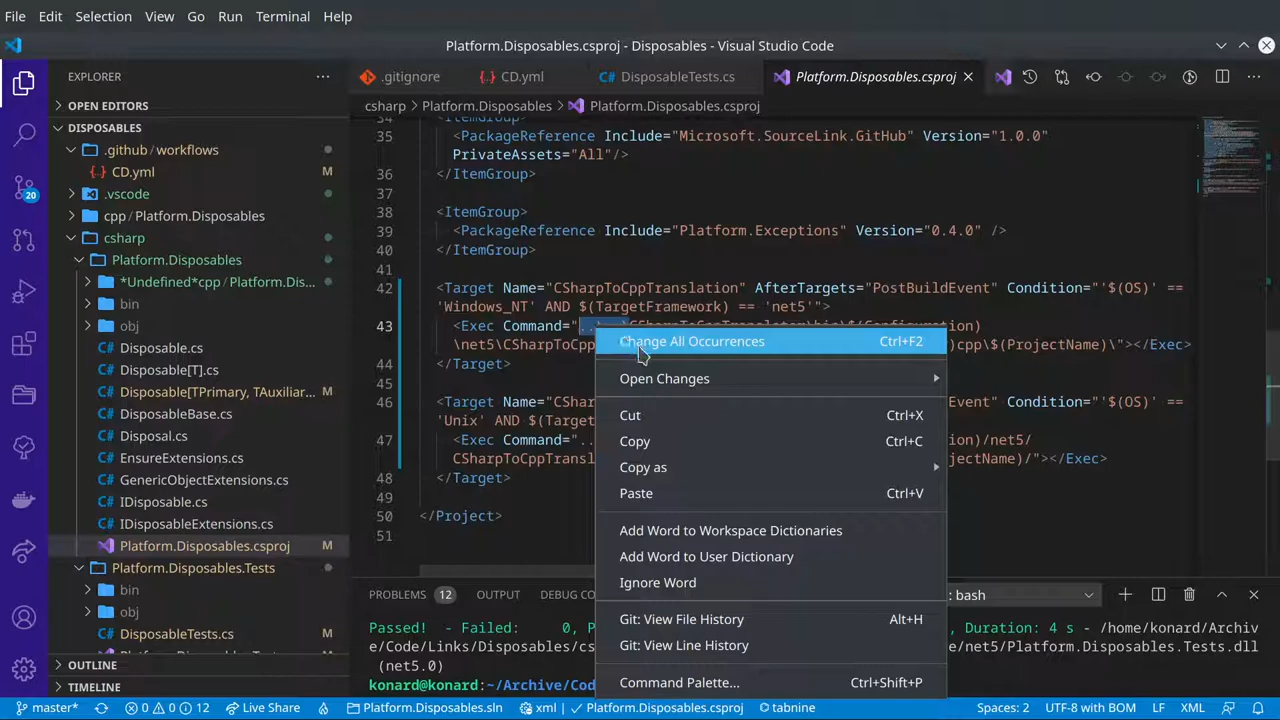 File Edit Selection View Go Run Terminal Help
Platform.Disposables.csproj - Disposables - Visual Studio Code
EXPLORER
.gitignore
CD.yml
DisposableTests.cs
Platform.Disposables.csproj
OPEN EDITORS
csharp > Platform.Disposables > Platform.Disposables.csproj
DISPOSABLES
.github/workflows
CD.yml M
.vscode
cpp / Platform.Disposables
csharp
Platform.Disposables
*Undefined*cpp / Platform.Dis...
bin
obj
Disposable.cs
Disposable[T].cs
Disposable[TPrimary, TAuxiliar...
DisposableBase.cs
Disposal.cs
EnsureExtensions.cs
GenericObjectExtensions.cs
IDisposable.cs
IDisposableExtensions.cs
Platform.Disposables.csproj M
Platform.Disposables.Tests
bin
obj
DisposableTests.cs
OUTLINE
TIMELINE
20
34 <ItemGroup>
35 <PackageReference Include="Microsoft.SourceLink.GitHub" Version="1.0.0"
PrivateAssets="All"/>
36 </ItemGroup>
37
38 <ItemGroup>
39 <PackageReference Include="Platform.Exceptions" Version="0.4.0" />
40 </ItemGroup>
41
42 <Target Name="CSharpToCppTranslation" AfterTargets="PostBuildEvent" Condition="'$(OS)' ==
'Windows_NT' AND $(TargetFramework) == 'net5'">
43 <Exec Command="
\net5\CSharpToCpp )cpp\$(ProjectName)\"></Exec>
44 </Target>
45
46 <Target Name="CShar Event" Condition="'$(OS)' ==
'Unix' AND $(Target
47 <Exec Command=".. on)/net5/
CSharpToCppTransl jectName)/"></Exec>
48 </Target>
49
50 </Project>
51
Change All Occurrences Ctrl+F2
Open Changes
Cut Ctrl+X
Copy Ctrl+C
Copy as
Paste Ctrl+V
Add Word to Workspace Dictionaries
Add Word to User Dictionary
Ignore Word
Git: View File History Alt+H
Git: View Line History
Command Palette... Ctrl+Shift+P
PROBLEMS 12 OUTPUT DEBUG CO : bash
Passed! - Failed: 0, P , Duration: 4 s - /home/konard/Archiv
e/Code/Links/Disposables/cs net5/Platform.Disposables.Tests.dll
(net5.0)
konard@konard:~/Archive/Cod
master* 0 0 12 Live Share Platform.Disposables.sln xml Platform.Disposables.csproj tabnine Spaces: 2 UTF-8 with BOM LF XML